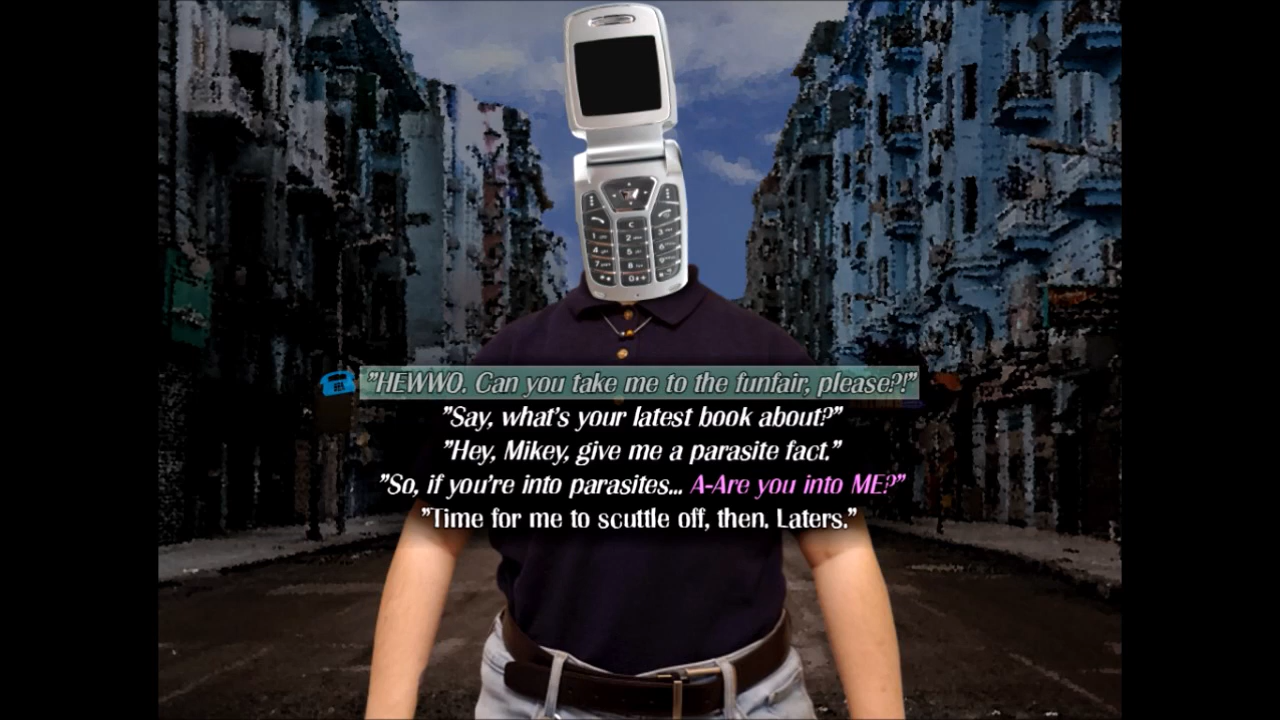 "HEWWO. Can you take me to the funfair, please?!"
"Say, what's your latest book about?"
"Hey, Mikey, give me a parasite fact."
"So, if you're into parasites... A-Are you into ME?"
"Time for me to scuttle off, then. Laters."